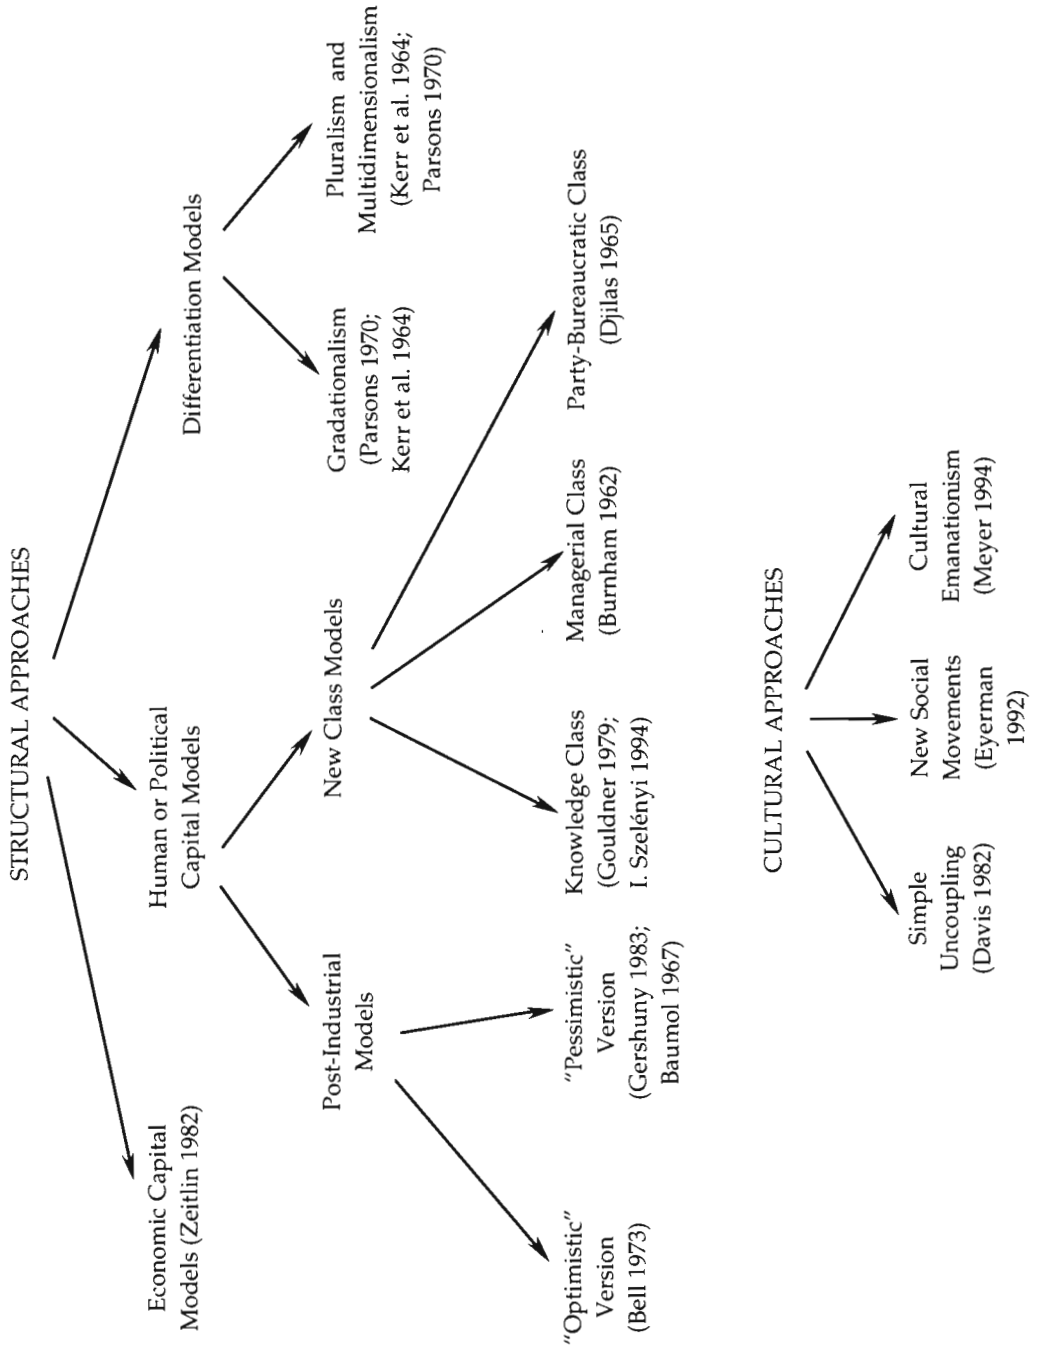 STRUCTURAL APPROACHES
Economic Capital
Models (Zeitlin 1982)
Human or Political
Capital Models
Differentiation Models
Post-Industrial
Models
New Class Models
Gradationalism
(Parsons 1970;
Kerr et al. 1964)
Pluralism and
Multidimensionalism
(Kerr et al. 1964;
Parsons 1970)
"Optimistic"
Version
(Bell 1973)
"Pessimistic"
Version
(Gershuny 1983;
Baumol 1967)
Knowledge Class
(Gouldner 1979;
I. Szelényi 1994)
Managerial Class
(Burnham 1962)
Party-Bureaucratic Class
(Djilas 1965)
CULTURAL APPROACHES
Simple
Uncoupling
(Davis 1982)
New Social
Movements
(Eyerman
1992)
Cultural
Emanationism
(Meyer 1994)